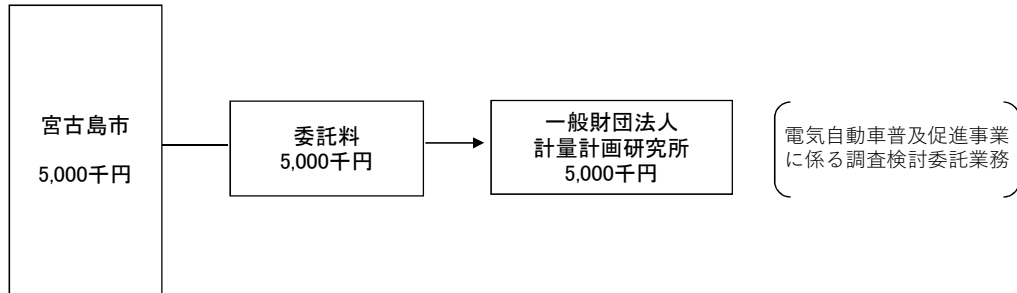 宮古島市
5,000千円
委託料
5,000千円
一般財団法人
計量計画研究所
5,000千円
電気自動車普及促進事業
に係る調査検討委託業務